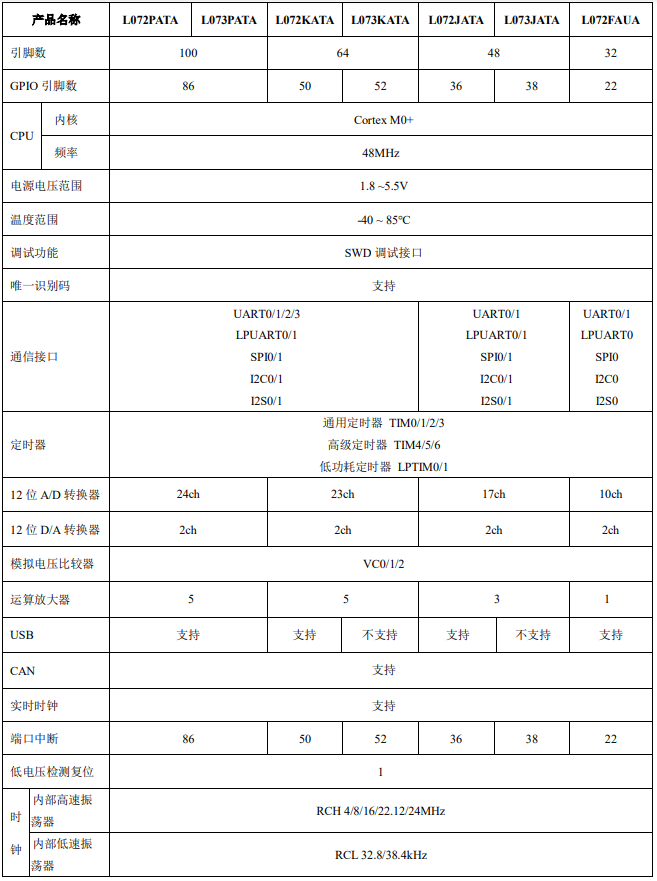 产品名称 L072PATA L073PATA L072KATA L073KATA L072JATA L073JATA L072FAUA
引脚数 100 64 48 32
GPIO 引脚数 86 50 52 36 38 22
CPU 内核 Cortex M0+
频率 48MHz
电源电压范围 1.8 ~5.5V
温度范围 -40 ~ 85℃
调试功能 SWD 调试接口
唯一识别码 支持
通信接口
UART0/1/2/3 UART0/1 UART0/1
LPUART0/1 LPUART0/1 LPUART0
SPI0/1 SPI0/1 SPI0
I2C0/1 I2C0/1 I2C0
I2S0/1 I2S0/1 I2S0
定时器
通用定时器 TIM0/1/2/3
高级定时器 TIM4/5/6
低功耗定时器 LPTIM0/1
12 位 A/D 转换器 24ch 23ch 17ch 10ch
12 位 D/A 转换器 2ch 2ch 2ch 2ch
模拟电压比较器 VC0/1/2
运算放大器 5 5 3 1
USB 支持 支持 不支持 支持 不支持 支持
CAN 支持
实时时钟 支持
端口中断 86 50 52 36 38 22
低电压检测复位 1
时
钟
内部高速振
荡器
RCH 4/8/16/22.12/24MHz
内部低速振
荡器
RCL 32.8/38.4kHz